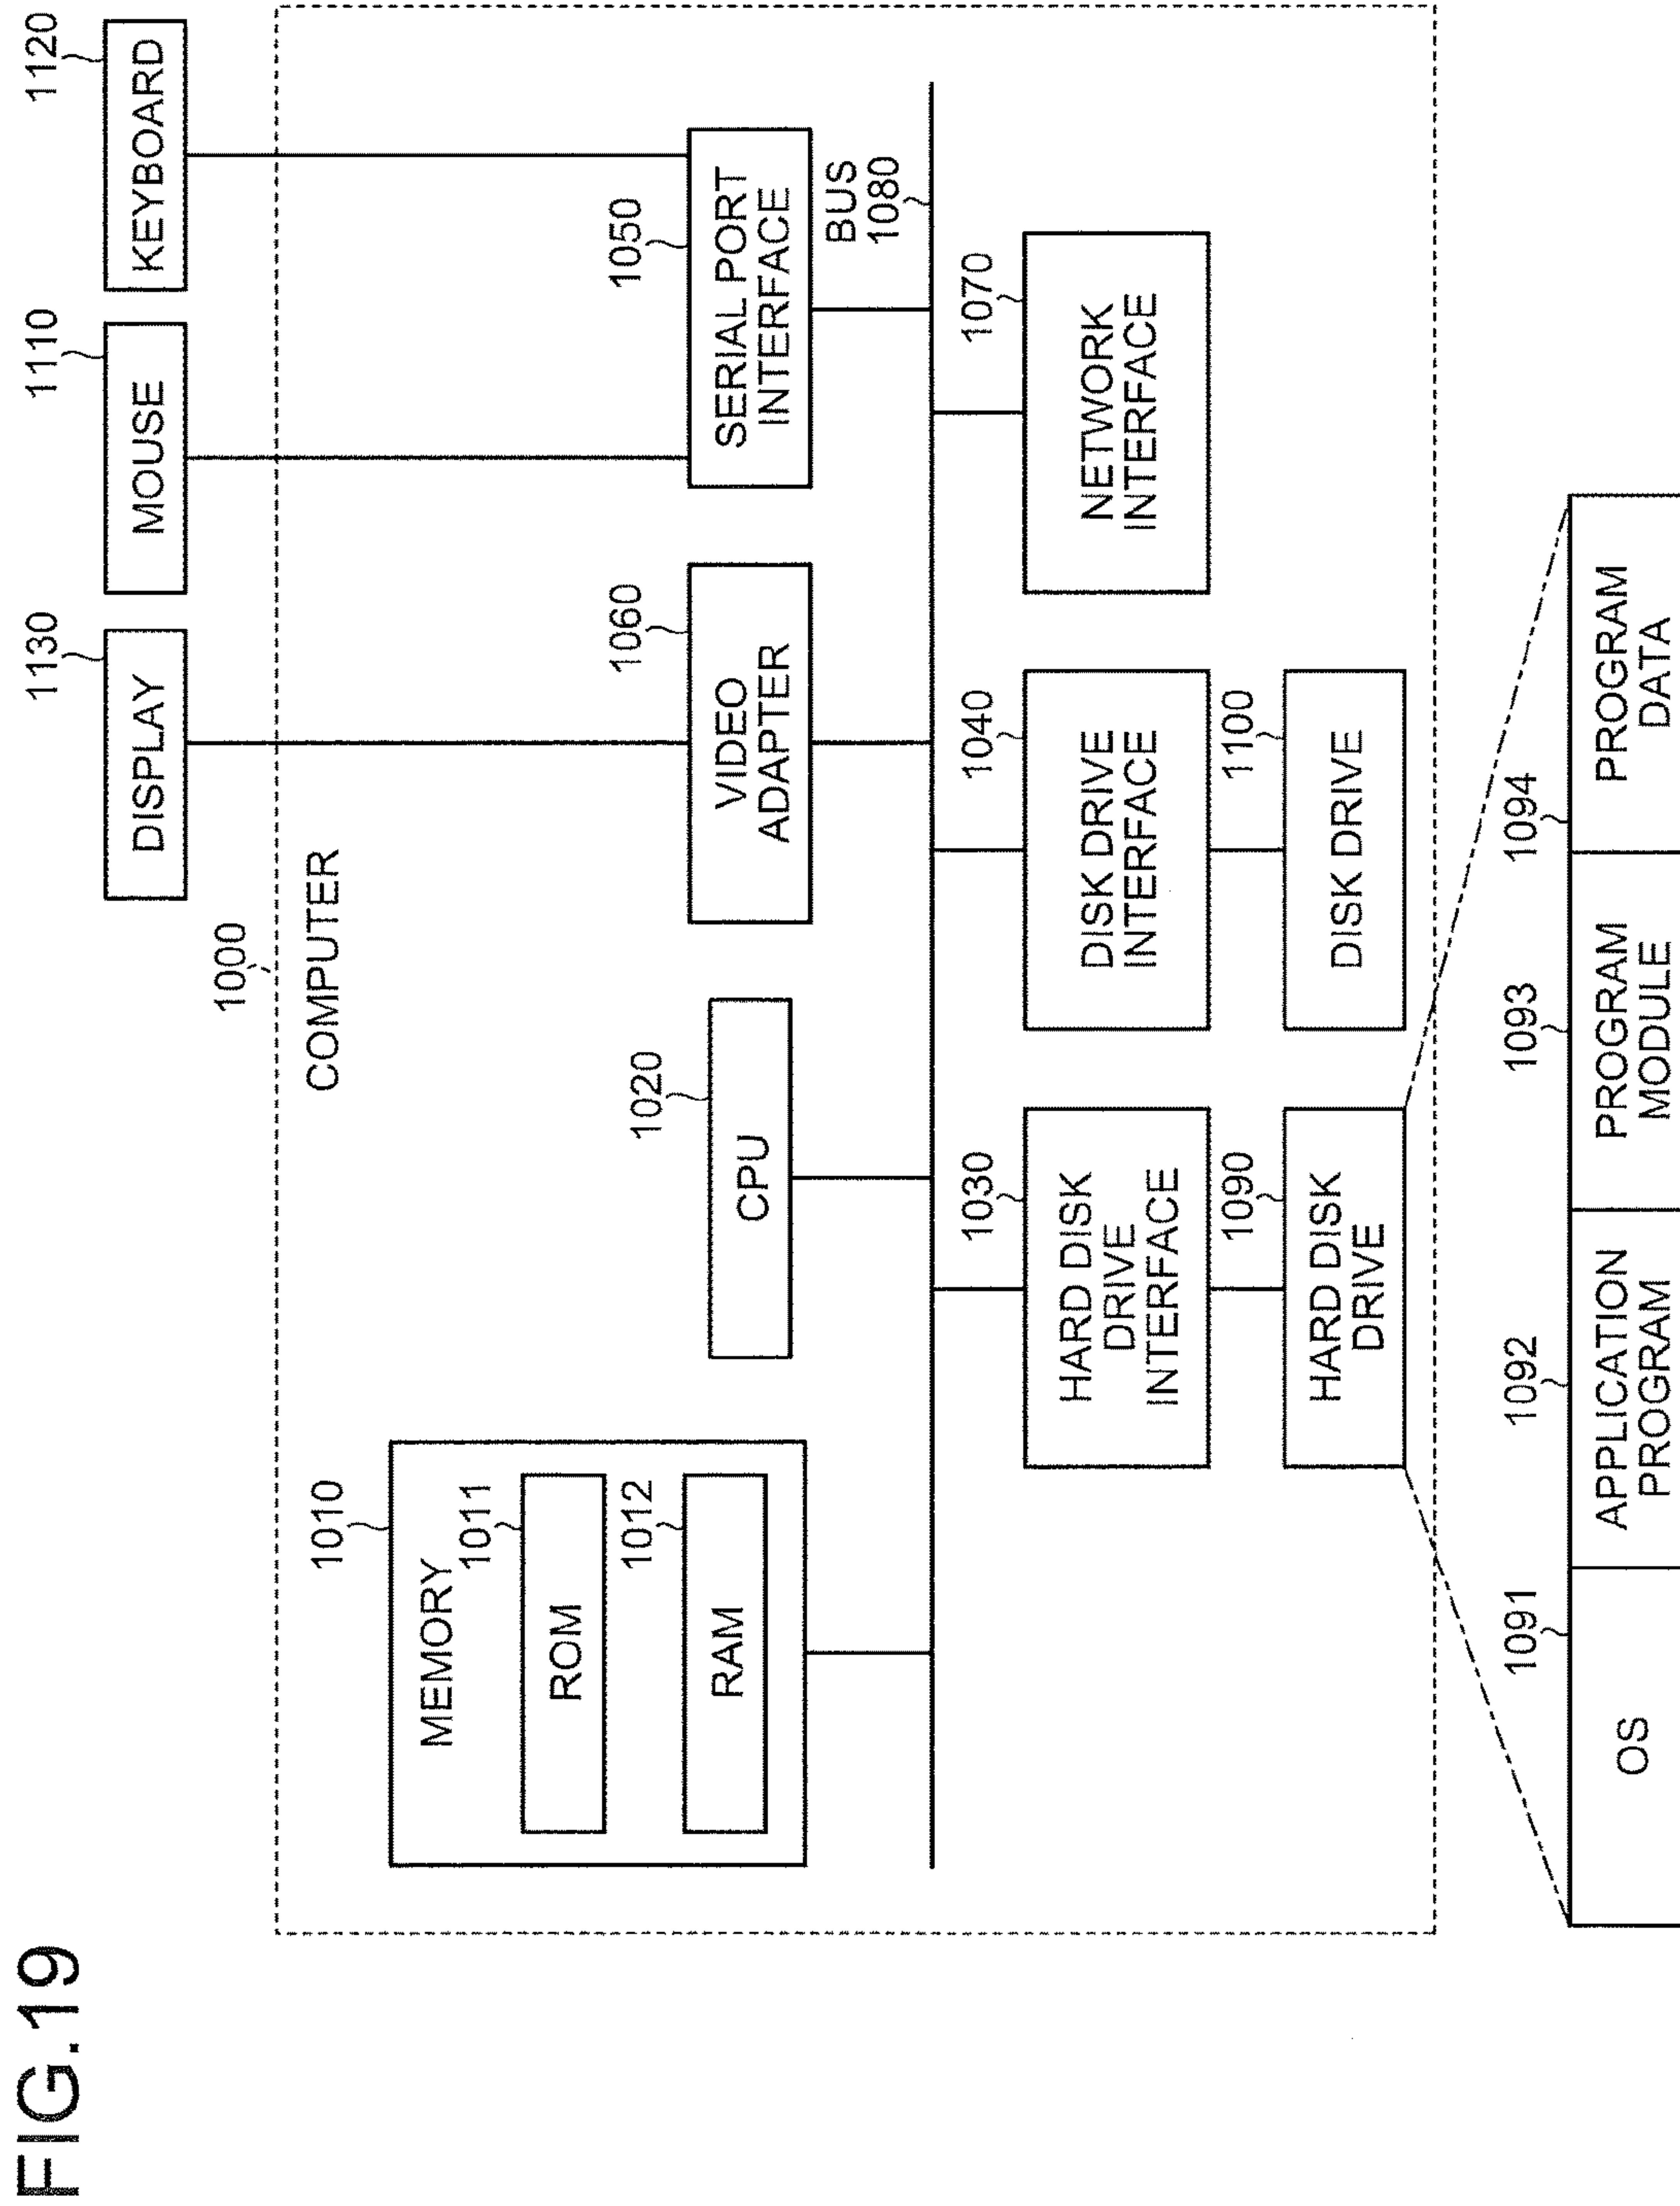 FIG.19
1130
DISPLAY
1110
MOUSE
1120
KEYBOARD
1000
COMPUTER
1010
MEMORY
1011
ROM
1012
RAM
1020
CPU
1060
VIDEO
ADAPTER
1050
SERIAL PORT
INTERFACE
BUS
1080
1030
HARD DISK
DRIVE
INTERFACE
1040
DISK DRIVE
INTERFACE
1070
NETWORK
INTERFACE
1090
HARD DISK
DRIVE
1100
DISK DRIVE
1091
OS
1092
APPLICATION
PROGRAM
1093
PROGRAM
MODULE
1094
PROGRAM
DATA